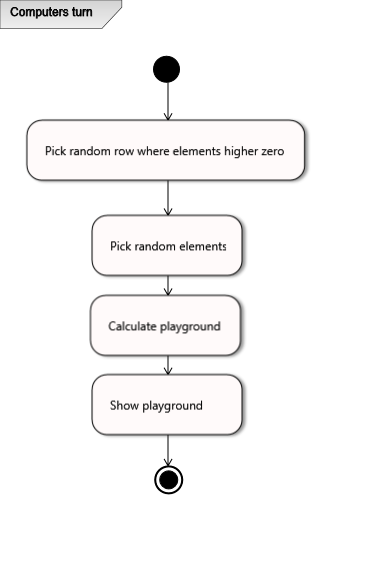 Computers turn
Pick random row where elements higher zero
Pick random elements
Calculate playground
Show playground